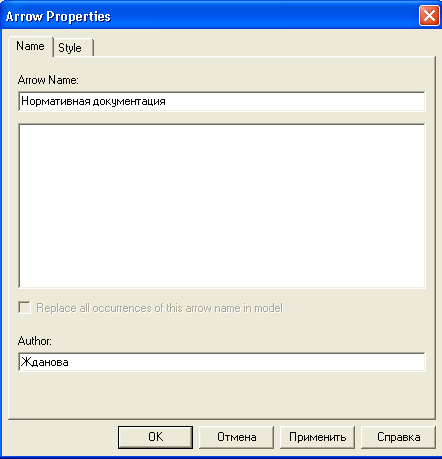 Arrow Properties
Name Style
Arrow Name:
Нормативная документация
Replace all occurrences of this arrow name in model
Author:
Жданова
OK Отмена Применить Справка